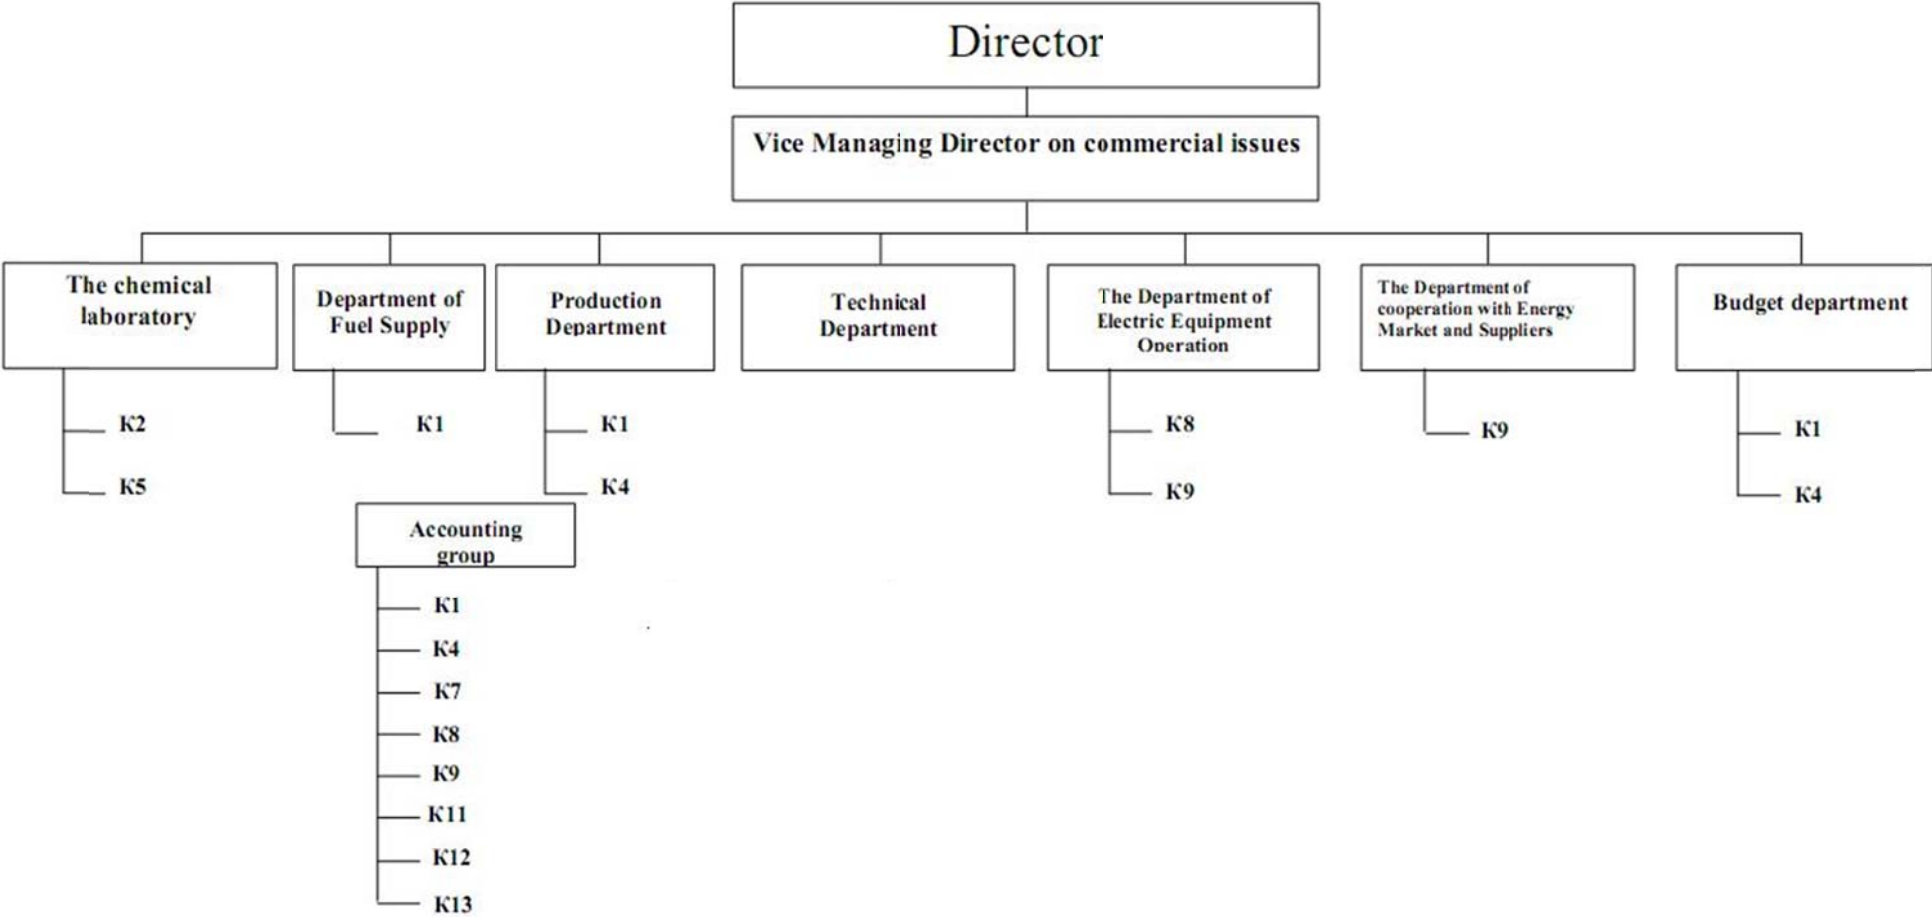 Director
Vice Managing Director on commercial issues
The chemical
laboratory
K2
K5
Department of
Fuel Supply
K1
Production
Department
K1
K4
Technical
Department
The Department of
Electric Equipment
Operation
K8
K9
The Department of
cooperation with Energy
Market and Suppliers
K9
Budget department
K1
K4
Accounting
group
K1
K4
K7
K8
K9
K11
K12
K13